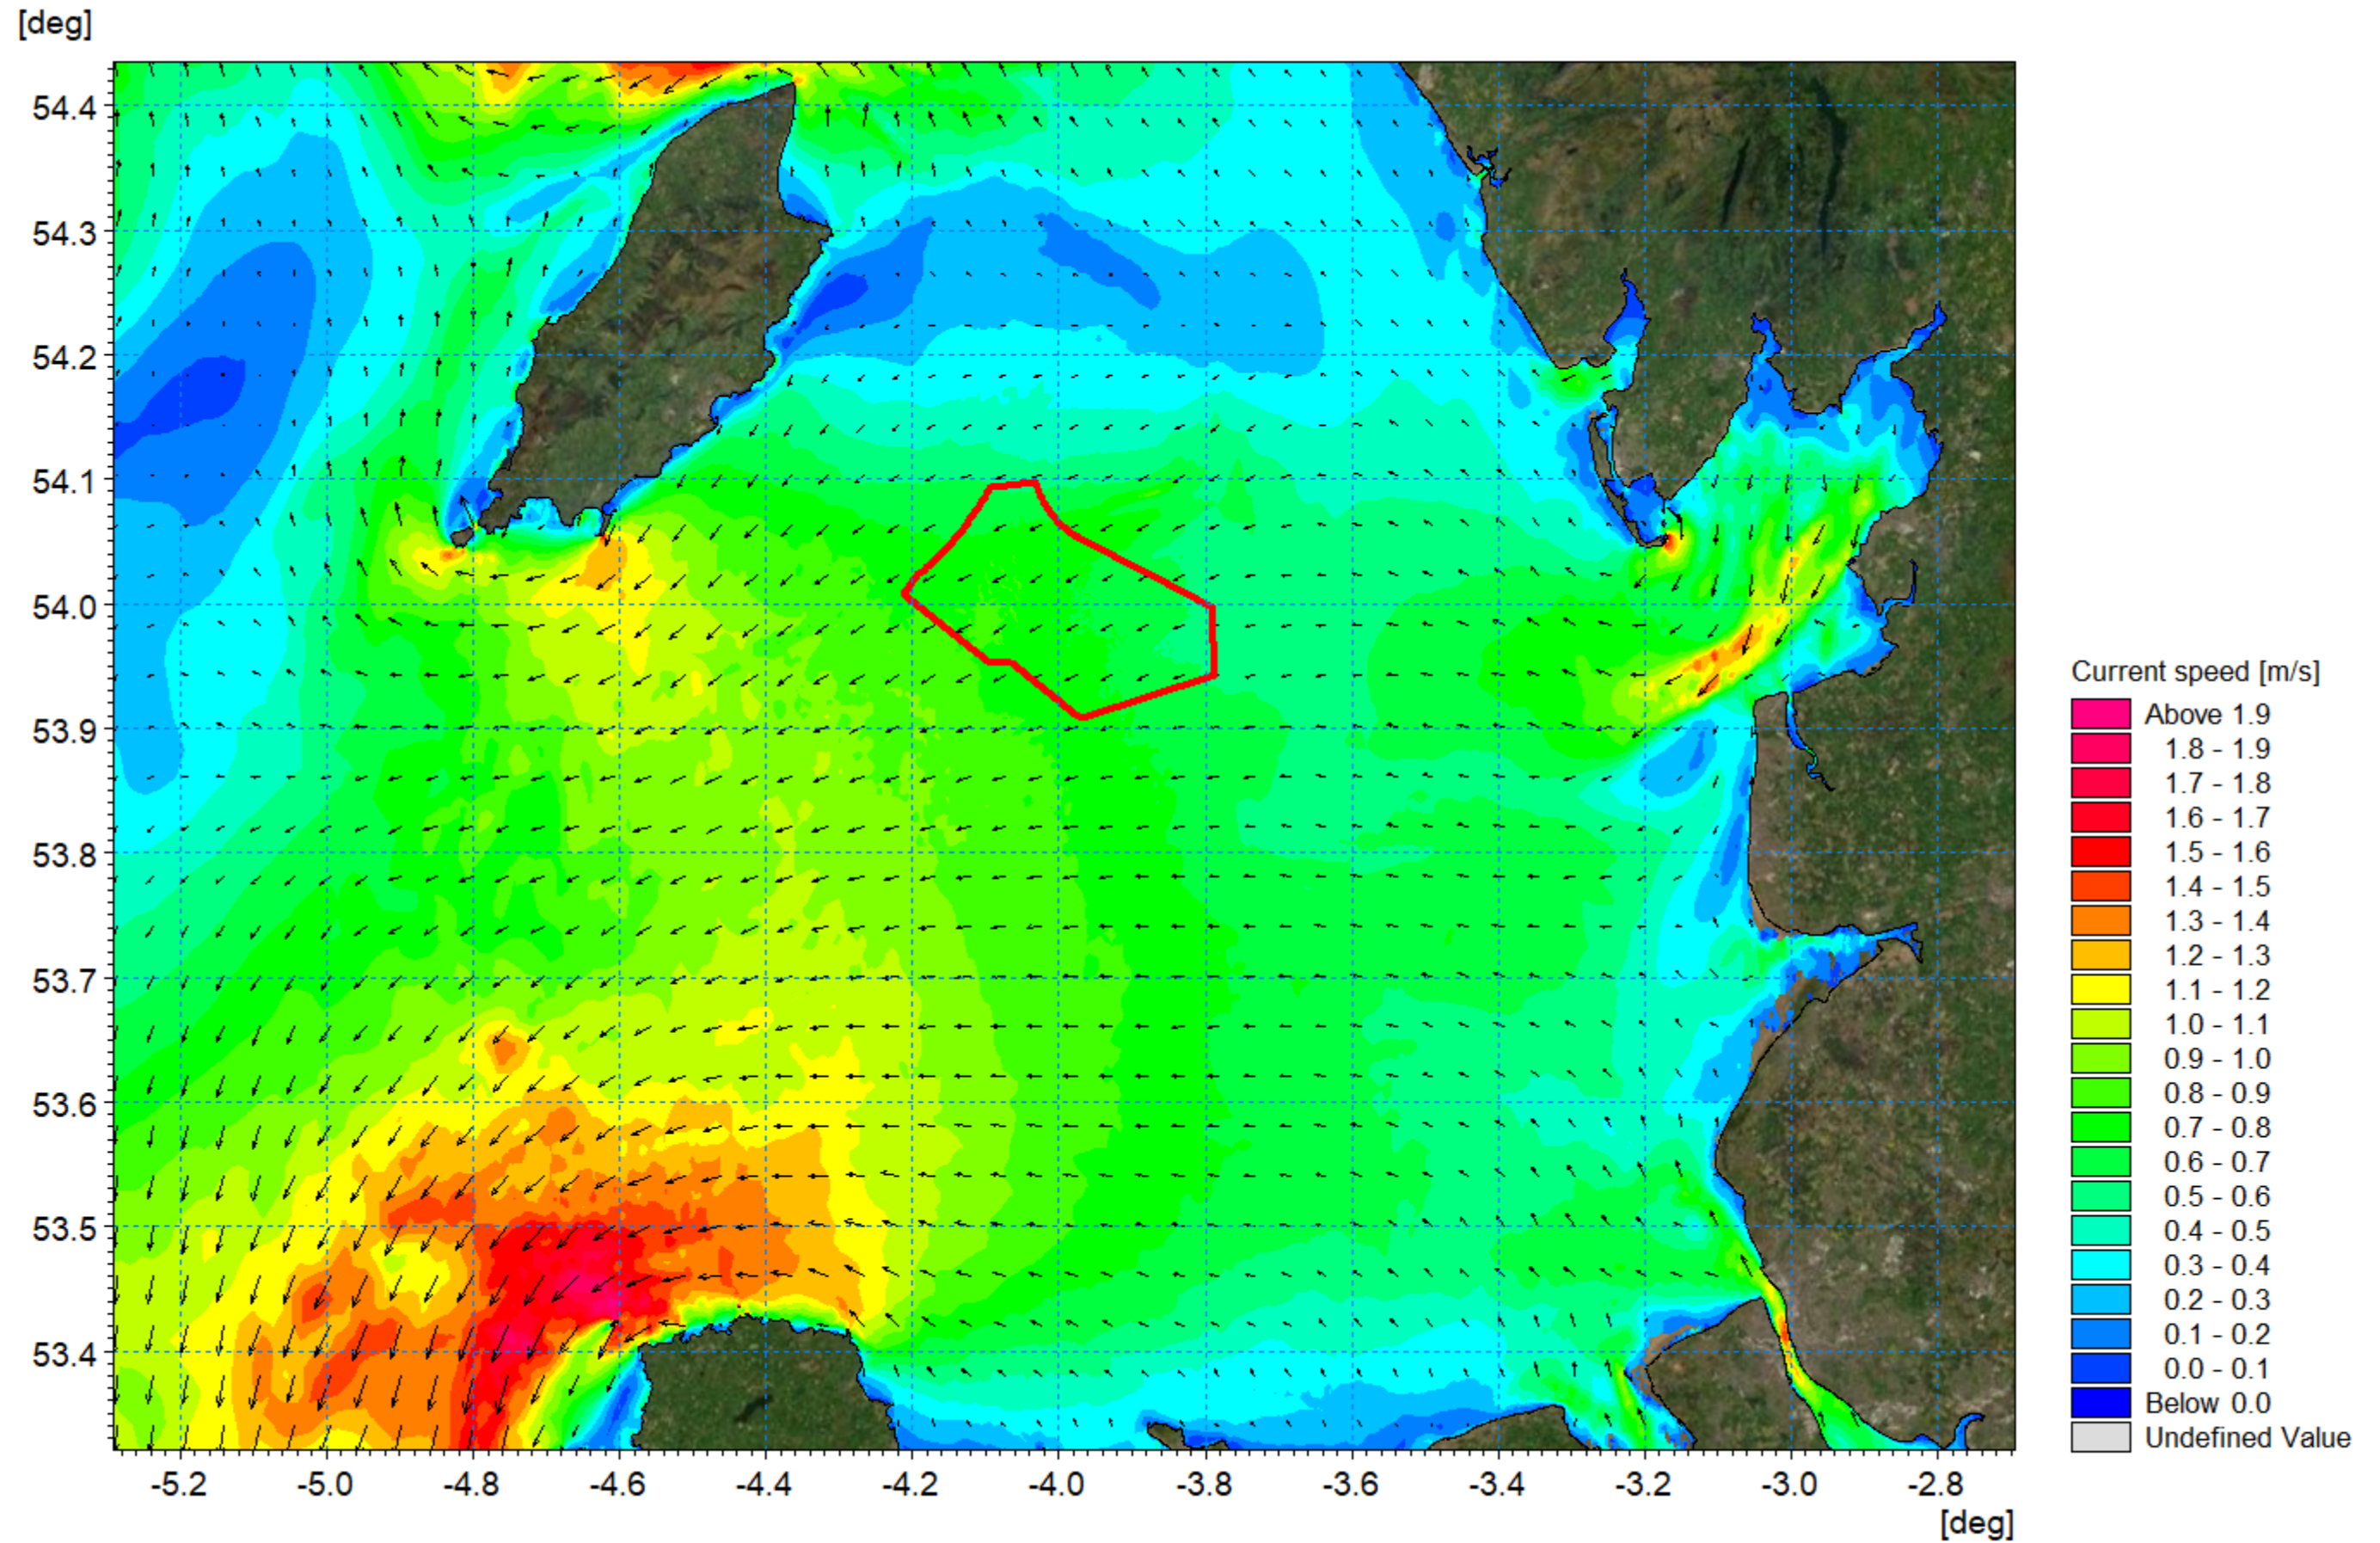 [deg]
54.4
54.3
54.2
54.1
54.0
53.9
53.8
53.7
53.6
53.5
53.4
-5.2 -5.0 -4.8 -4.6 -4.4 -4.2 -4.0 -3.8 -3.6 -3.4 -3.2 -3.0 -2.8
[deg]
Current speed [m/s]
Above 1.9
1.8 - 1.9
1.7 - 1.8
1.6 - 1.7
1.5 - 1.6
1.4 - 1.5
1.3 - 1.4
1.2 - 1.3
1.1 - 1.2
1.0 - 1.1
0.9 - 1.0
0.8 - 0.9
0.7 - 0.8
0.6 - 0.7
0.5 - 0.6
0.4 - 0.5
0.3 - 0.4
0.2 - 0.3
0.1 - 0.2
0.0 - 0.1
Below 0.0
Undefined Value